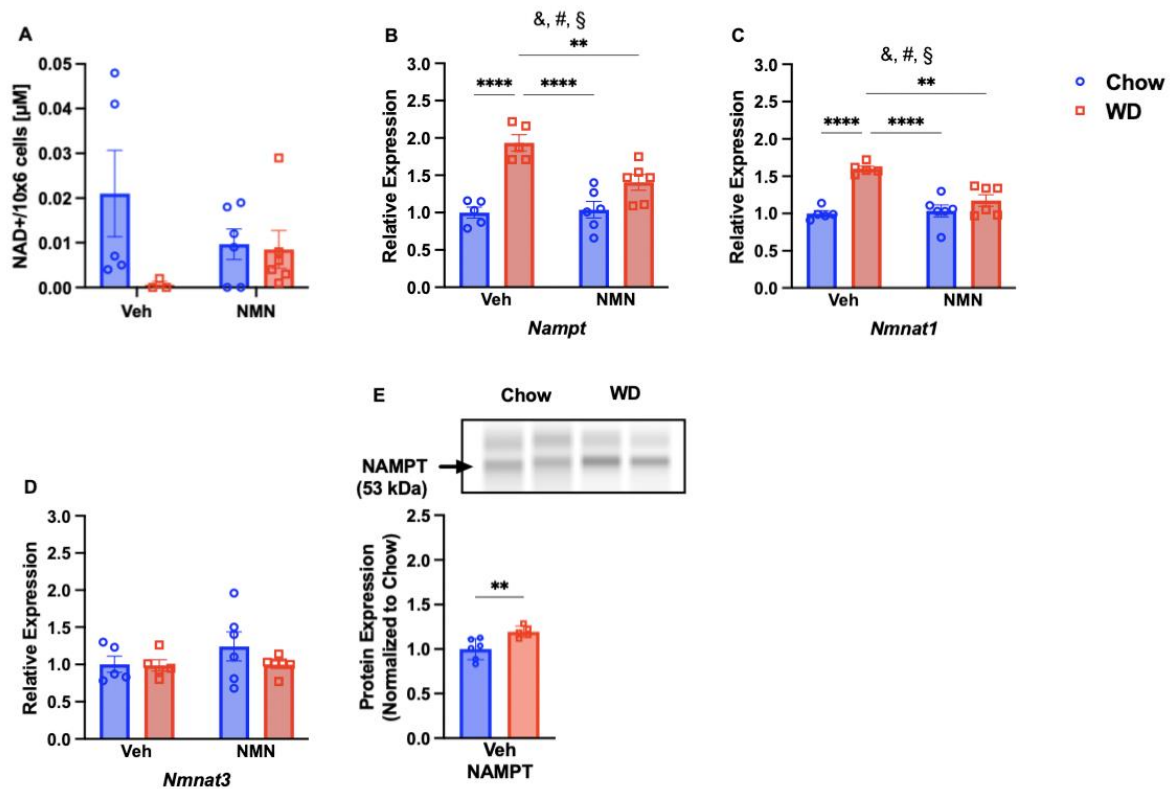 A
NAD+/10x6 cells [µM]
0.05
0.04
0.03
0.02
0.01
0.00
Veh NMN
B
&, #, §
**
**** ****
Relative Expression
3.0
2.5
2.0
1.5
1.0
0.5
0.0
Veh NMN
Nampt
C
&, #, §
**
**** ****
Relative Expression
3.0
2.5
2.0
1.5
1.0
0.5
0.0
Veh NMN
Nmnat1
Chow
WD
D
Relative Expression
3.0
2.5
2.0
1.5
1.0
0.5
0.0
Veh NMN
Nmnat3
E
Chow WD
NAMPT
(53 kDa)
Protein Expression
(Normalized to Chow)
2.5
2.0
1.5
1.0
0.5
0.0
**
Veh
NAMPT